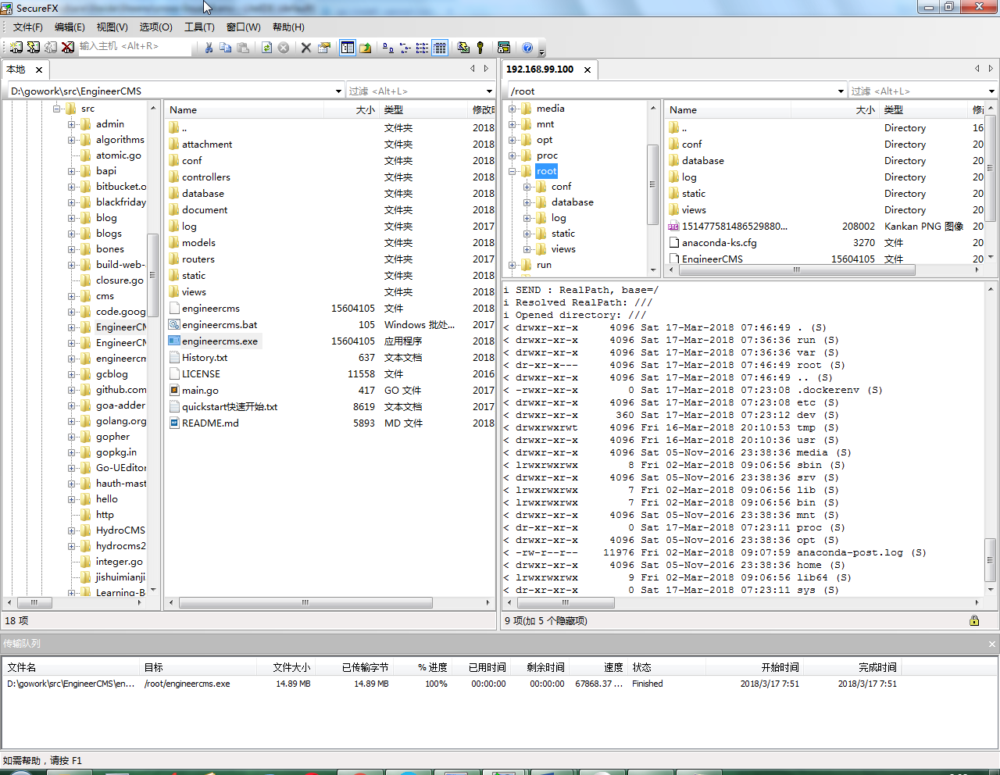 SecureFX
文件(F) 编辑(E) 视图(V) 选项(O) 工具(T) 窗口(W) 帮助(H)
输入主机 <Alt+R>
本地
D:\gowork\src\EngineerCMS 过滤 <Alt+L>
src
admin
algorithms
atomic.go
bapi
bitbucket.o
blackfriday
blog
blogs
bones
build-web-
closure.go
cms
code.goog
EngineerCM
EngineerCM
engineercm
gcblog
github.com
goa-adder
golang.org
gopher
gopkg.in
Go-UEditor
hauth-mast
hello
http
HydroCMS
hydrocms2
integer.go
jishuimianji
Learning-B
Name 大小 类型 修改时
.. 文件夹 2018
attachment 文件夹 2018
conf 文件夹 2018
controllers 文件夹 2018
database 文件夹 2018
document 文件夹 2018
log 文件夹 2017
models 文件夹 2018
routers 文件夹 2017
static 文件夹 2018
views 文件夹 2017
engineercms 15604105 文件 2018
engineercms.bat 105 Windows 批处... 2017
engineercms.exe 15604105 应用程序 2018
History.txt 637 文本文档 2018
LICENSE 11558 文件 2016
main.go 417 GO 文件 2017
quickstart快速开始.txt 8619 文本文档 2017
README.md 5893 MD 文件 2018
18 项
192.168.99.100
/root 过滤 <Alt+L>
media
mnt
opt
proc
root
conf
database
log
static
views
run
Name 大小 类型 修
.. Directory 16
conf Directory 20
database Directory 20
log Directory 20
static Directory 20
views Directory 20
151477581486529880... 208002 Kankan PNG 图像 20
anaconda-ks.cfg 3270 文件 20
EngineerCMS 15604105 文件 20
i SEND : RealPath, base=/
i Resolved RealPath: ///
i Opened directory: ///
< drwxr-xr-x 4096 Sat 17-Mar-2018 07:46:49 . (S)
< drwxr-xr-x 4096 Sat 17-Mar-2018 07:36:36 run (S)
< drwxr-xr-x 4096 Sat 17-Mar-2018 07:36:36 var (S)
< dr-xr-x--- 4096 Sat 17-Mar-2018 07:46:49 root (S)
< drwxr-xr-x 4096 Sat 17-Mar-2018 07:46:49 .. (S)
< -rwxr-xr-x 0 Sat 17-Mar-2018 07:23:08 .dockerenv (S)
< drwxr-xr-x 4096 Sat 17-Mar-2018 07:23:08 etc (S)
< drwxr-xr-x 360 Sat 17-Mar-2018 07:23:12 dev (S)
< drwxrwxrwt 4096 Fri 16-Mar-2018 20:10:53 tmp (S)
< drwxr-xr-x 4096 Fri 16-Mar-2018 20:10:36 usr (S)
< drwxr-xr-x 4096 Sat 05-Nov-2016 23:38:36 media (S)
< lrwxrwxrwx 8 Fri 02-Mar-2018 09:06:56 sbin (S)
< drwxr-xr-x 4096 Sat 05-Nov-2016 23:38:36 srv (S)
< lrwxrwxrwx 7 Fri 02-Mar-2018 09:06:56 lib (S)
< lrwxrwxrwx 7 Fri 02-Mar-2018 09:06:56 bin (S)
< drwxr-xr-x 4096 Sat 05-Nov-2016 23:38:36 mnt (S)
< dr-xr-xr-x 0 Sat 17-Mar-2018 07:23:11 proc (S)
< drwxr-xr-x 4096 Sat 05-Nov-2016 23:38:36 opt (S)
< -rw-r--r-- 11976 Fri 02-Mar-2018 09:07:59 anaconda-post.log (S)
< drwxr-xr-x 4096 Sat 05-Nov-2016 23:38:36 home (S)
< lrwxrwxrwx 9 Fri 02-Mar-2018 09:06:56 lib64 (S)
< dr-xr-xr-x 0 Sat 17-Mar-2018 07:23:11 sys (S)
9 项(加 5 个隐藏项)
传输队列
文件名 目标 文件大小 已传输字节 % 进度 已用时间 剩余时间 速度 状态 开始时间 完成时间
D:\gowork\src\EngineerCMS\en... /root/engineercms.exe 14.89 MB 14.89 MB 100% 00:00:00 00:00:00 67868.37 ... Finished 2018/3/17 7:51 2018/3/17 7:51
如需帮助，请按 F1